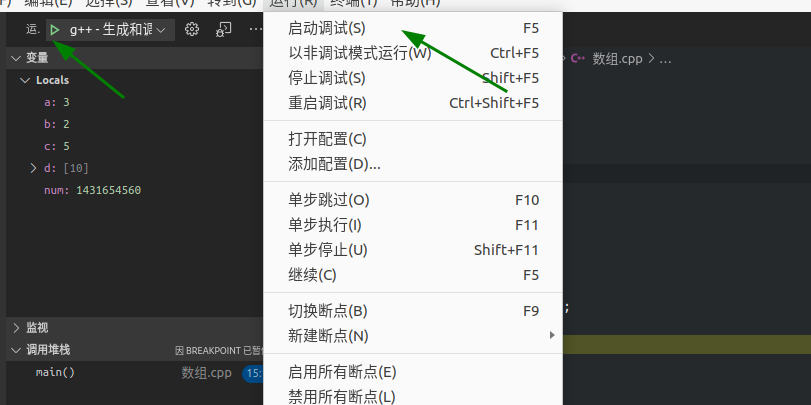 编辑(E) 选择(S) 查看(V) 转到(G) 运行(R) 终端(T) 帮助(H)
运.. g++ - 生成和调 ...
启动调试(S) F5
以非调试模式运行(W) Ctrl+F5
停止调试(S) Shift+F5
重启调试(R) Ctrl+Shift+F5
打开配置(C)
添加配置(D)...
单步跳过(O) F10
单步执行(I) F11
单步停止(U) Shift+F11
继续(C) F5
切换断点(B) F9
新建断点(N)
启用所有断点(E)
禁用所有断点(L)
变量
Locals
a: 3
b: 2
c: 5
d: [10]
num: 1431654560
监视
调用堆栈 因 BREAKPOINT 已暂
main() 数组.cpp 15:
数组.cpp > ...
;